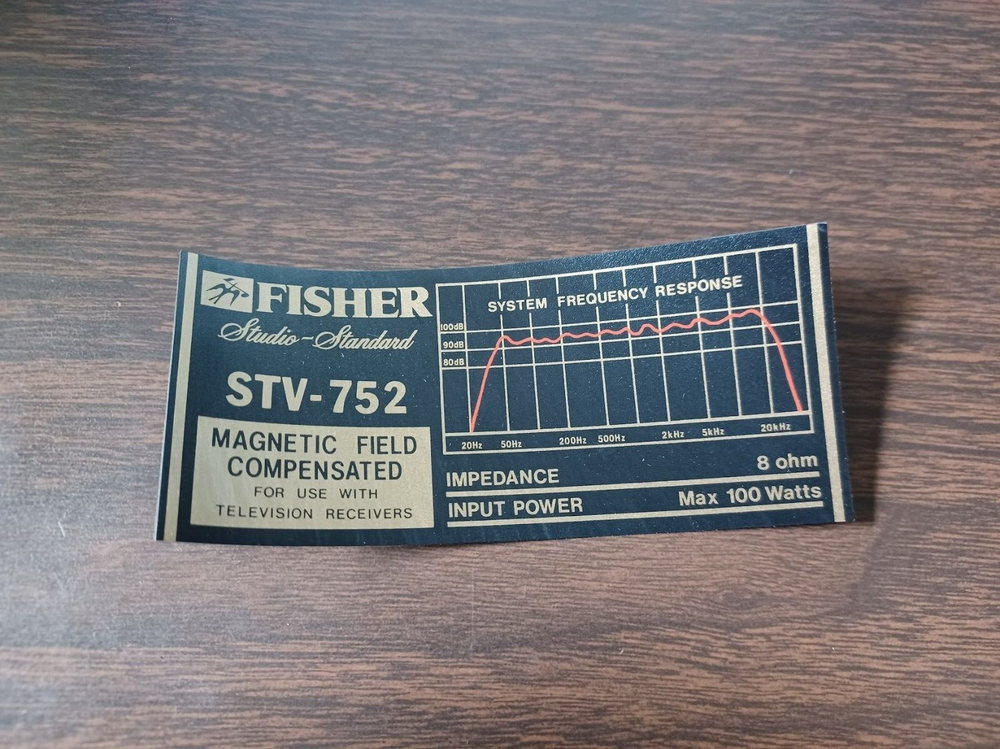 FISHER
Studio-Standard
STV-752
MAGNETIC FIELD
COMPENSATED
FOR USE WITH
TELEVISION RECEIVERS
SYSTEM FREQUENCY RESPONSE
100dB
90dB
80dB
20Hz 50Hz 200Hz 500Hz 2kHz 5kHz 20kHz
IMPEDANCE 8 ohm
INPUT POWER Max 100 Watts